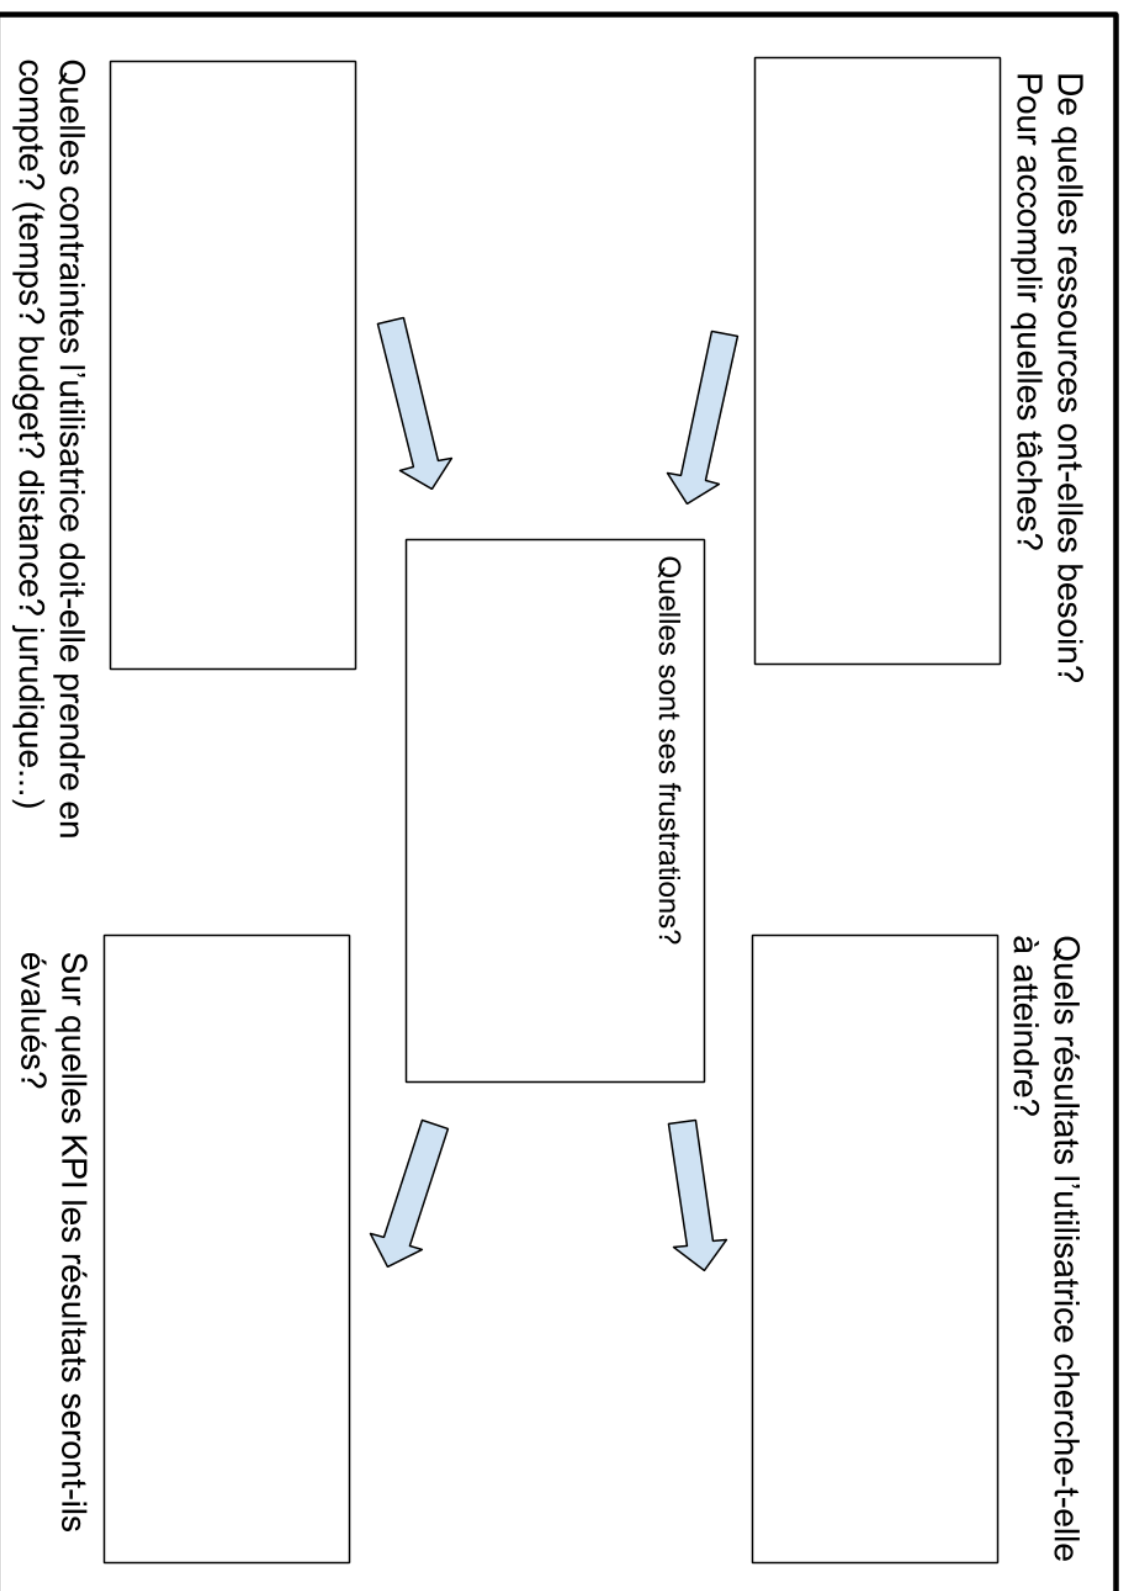 De quelles ressources ont-elles besoin?
Pour accomplir quelles tâches?
Quels résultats l'utilisatrice cherche-t-elle
à atteindre?
Quelles sont ses frustrations?
Quelles contraintes l'utilisatrice doit-elle prendre en
compte? (temps? budget? distance? jurudique...)
Sur quelles KPI les résultats seront-ils
évalués?